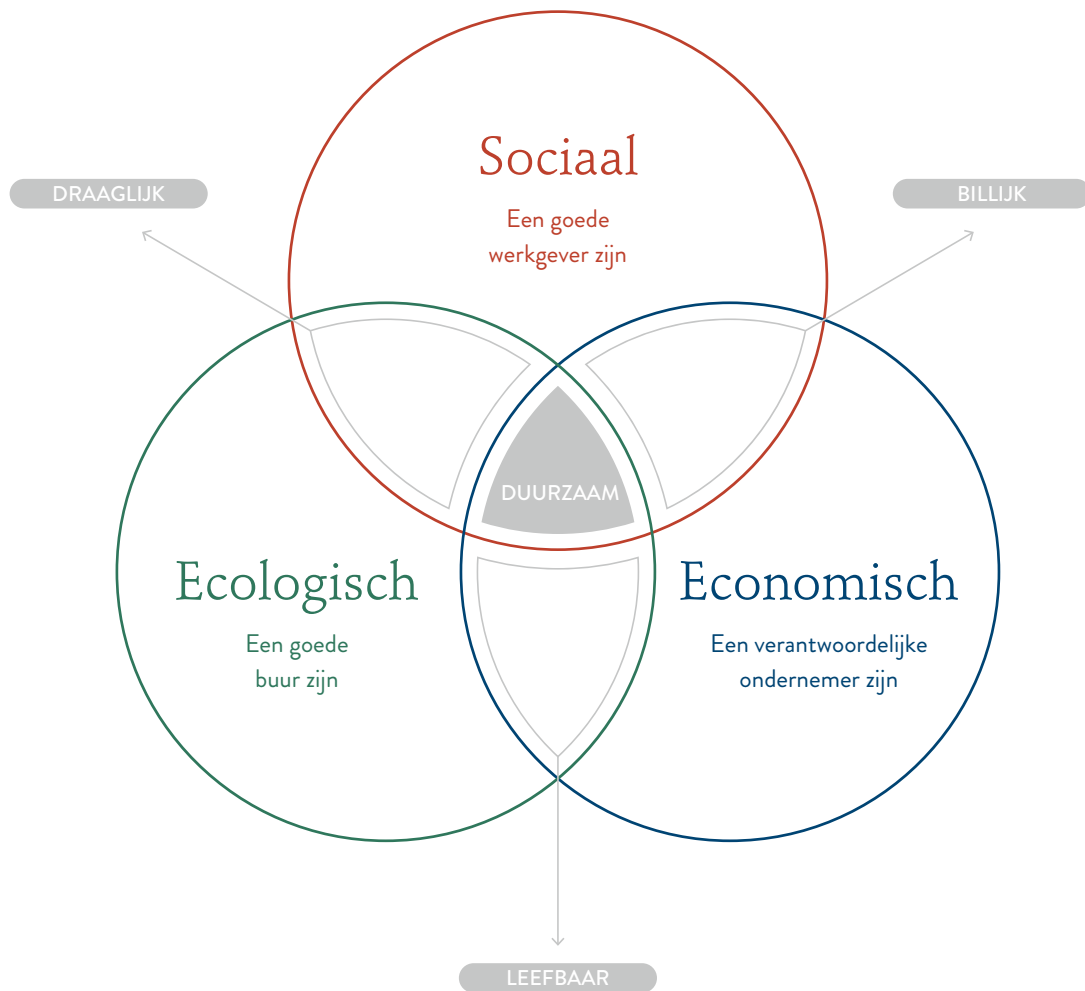 Sociaal
DRAAGLIJK
BILLIJK
Een goede
werkgever zijn
DUURZAAM
Ecologisch
Economisch
Een goede
buur zijn
Een verantwoordelijke
ondernemer zijn
LEEFBAAR